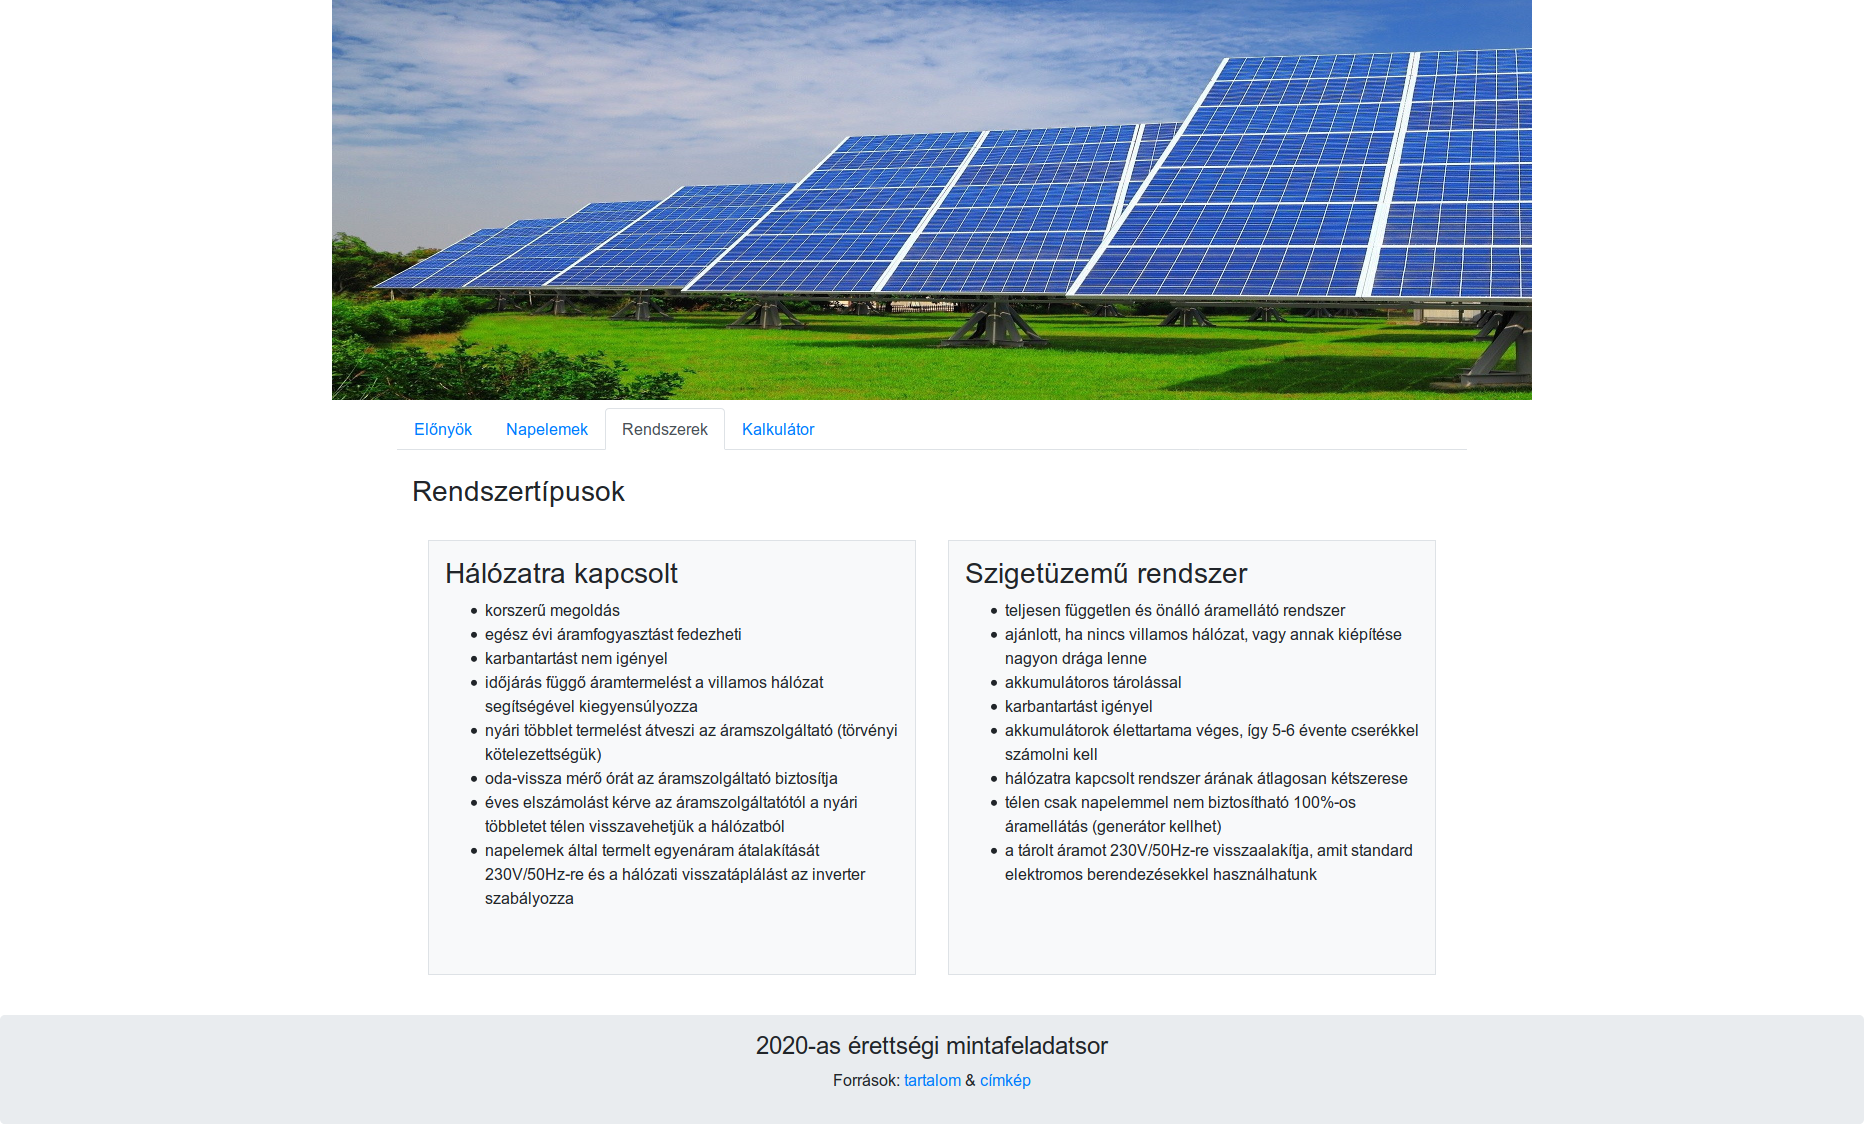 Előnyök Napelemek Rendszerek Kalkulátor
Rendszertípusok
Hálózatra kapcsolt
korszerű megoldás
egész évi áramfogyasztást fedezheti
karbantartást nem igényel
időjárás függő áramtermelést a villamos hálózat
segítségével kiegyensúlyozza
nyári többlet termelést átveszi az áramszolgáltató (törvényi
kötelezettségük)
oda-vissza mérő órát az áramszolgáltató biztosítja
éves elszámolást kérve az áramszolgáltatótól a nyári
többletet télen visszavehetjük a hálózatból
napelemek által termelt egyenáram átalakítását
230V/50Hz-re és a hálózati visszatáplálást az inverter
szabályozza
Szigetüzemű rendszer
teljesen független és önálló áramellátó rendszer
ajánlott, ha nincs villamos hálózat, vagy annak kiépítése
nagyon drága lenne
akkumulátoros tárolással
karbantartást igényel
akkumulátorok élettartama véges, így 5-6 évente cserékkel
számolni kell
hálózatra kapcsolt rendszer árának átlagosan kétszerese
télen csak napelemmel nem biztosítható 100%-os
áramellátás (generátor kellhet)
a tárolt áramot 230V/50Hz-re visszaalakítja, amit standard
elektromos berendezésekkel használhatunk
2020-as érettségi mintafeladatsor
Források: tartalom & címkép